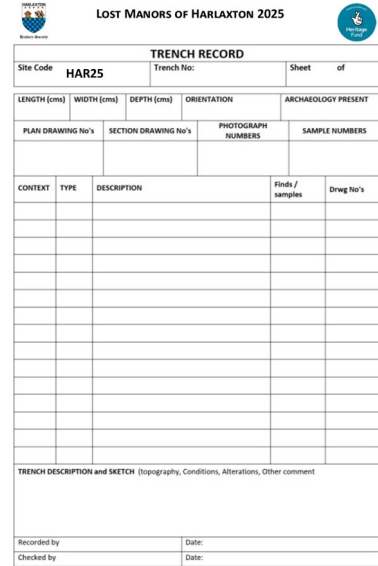 HARLAXTON
LOST MANORS OF HARLAXTON 2025
Heritage
Fund
TRENCH RECORD
Site Code HAR25 Trench No: Sheet of
LENGTH (cms) WIDTH (cms) DEPTH (cms) ORIENTATION ARCHAEOLOGY PRESENT
PLAN DRAWING No's SECTION DRAWING No's PHOTOGRAPH NUMBERS SAMPLE NUMBERS
CONTEXT TYPE DESCRIPTION Finds / samples Drwg No's
TRENCH DESCRIPTION and SKETCH (topography, Conditions, Alterations, Other comment
Recorded by Date:
Checked by Date: